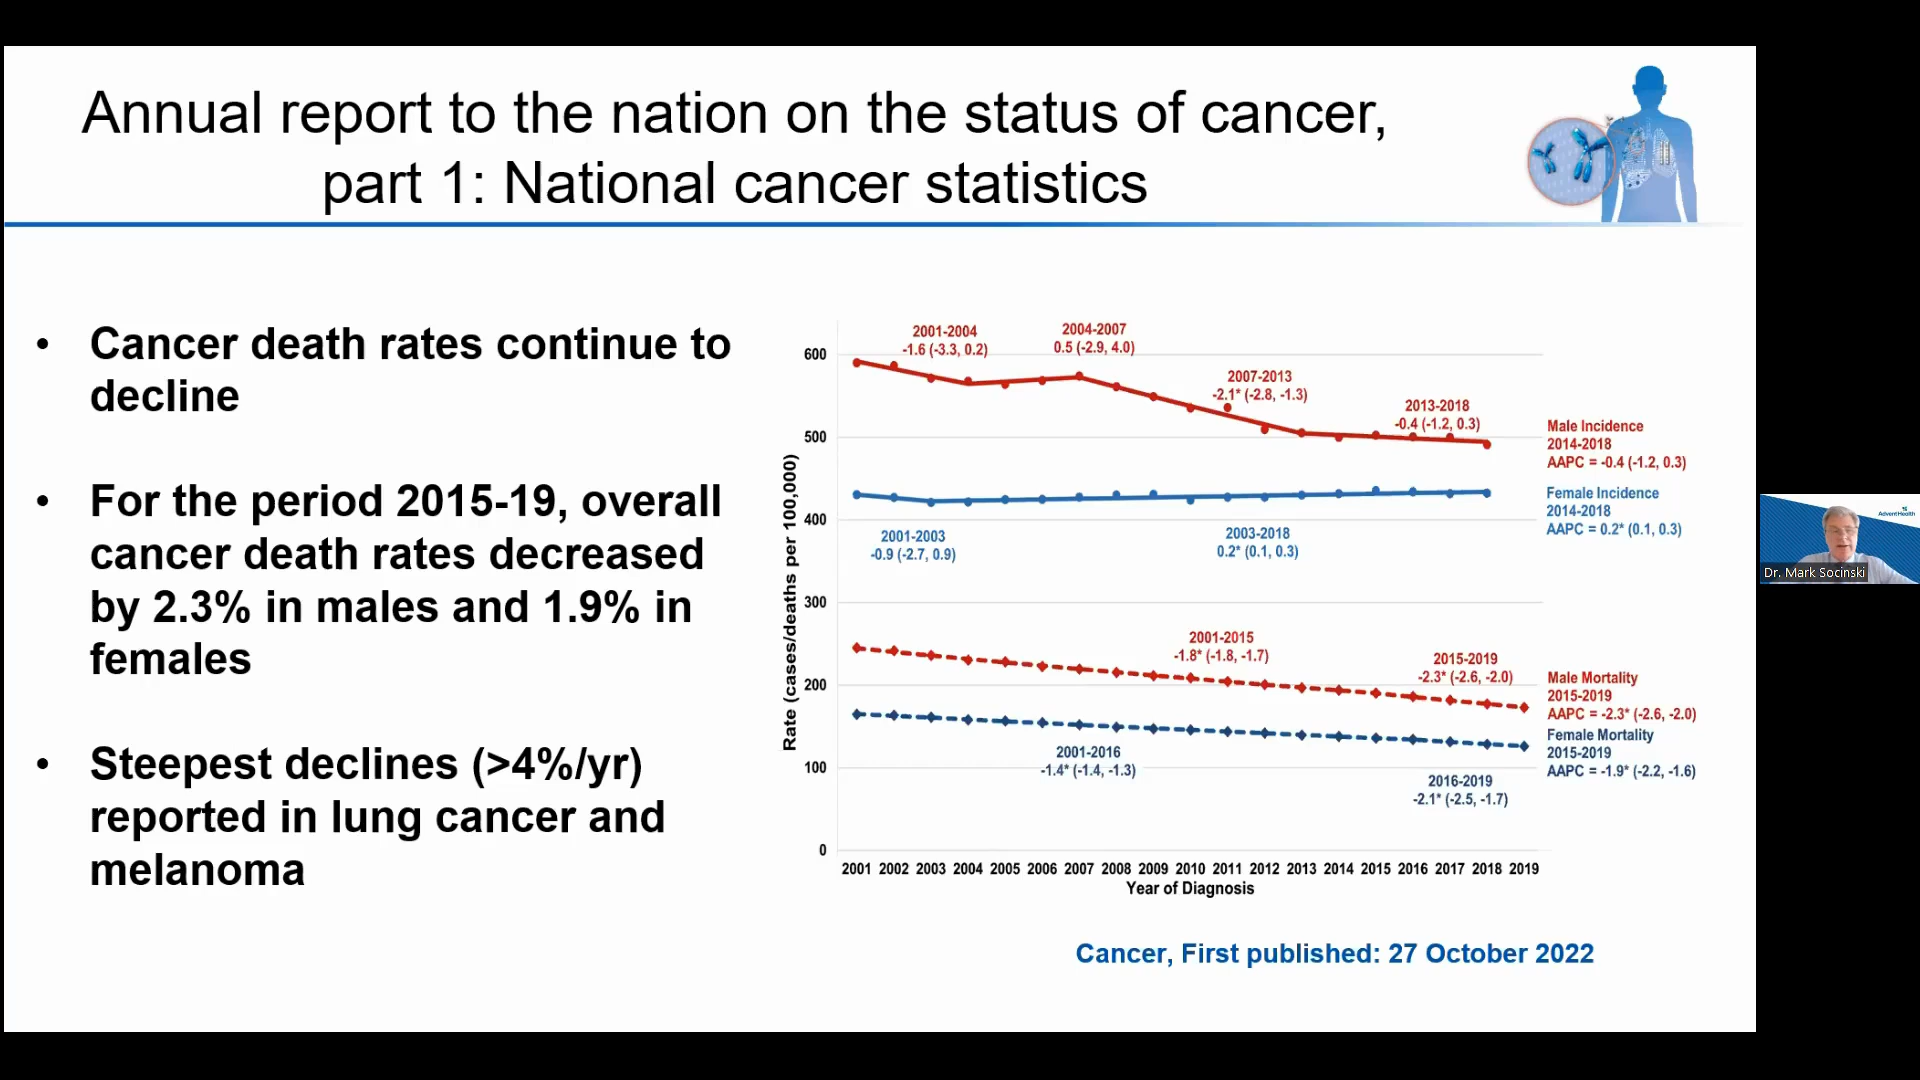 Annual report to the nation on the status of cancer,
part 1: National cancer statistics
• Cancer death rates continue to
decline
• For the period 2015-19, overall
cancer death rates decreased
by 2.3% in males and 1.9% in
females
• Steepest declines (>4%/yr)
reported in lung cancer and
melanoma
Rate (cases/deaths per 100,000)
600
500
400
300
200
100
0
2001-2004
-1.6 (-3.3, 0.2)
2004-2007
0.5 (-2.9, 4.0)
2007-2013
-2.1* (-2.8, -1.3)
2013-2018
-0.4 (-1.2, 0.3)
Male Incidence
2014-2018
AAPC = -0.4 (-1.2, 0.3)
Female Incidence
2014-2018
AAPC = 0.2* (0.1, 0.3)
2001-2003
-0.9 (-2.7, 0.9)
2003-2018
0.2* (0.1, 0.3)
2001-2015
-1.8* (-1.8, -1.7)
2015-2019
-2.3* (-2.6, -2.0)
Male Mortality
2015-2019
AAPC = -2.3* (-2.6, -2.0)
Female Mortality
2015-2019
AAPC = -1.9* (-2.2, -1.6)
2001-2016
-1.4* (-1.4, -1.3)
2016-2019
-2.1* (-2.5, -1.7)
2001 2002 2003 2004 2005 2006 2007 2008 2009 2010 2011 2012 2013 2014 2015 2016 2017 2018 2019
Year of Diagnosis
Cancer, First published: 27 October 2022
AdventHealth
Dr. Mark Socinski